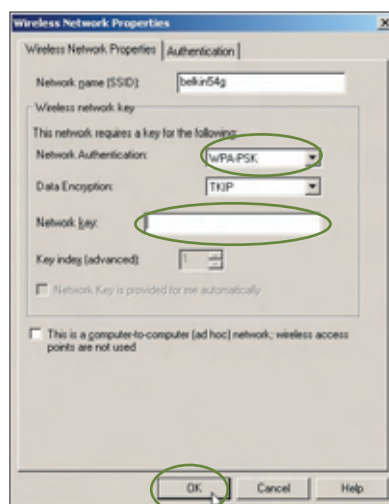 Wireless Network Properties
Wireless Network Properties Authentication
Network name (SSID): belkin54g
Wireless network key
This network requires a key for the following:
Network Authentication: WPA-PSK
Data Encryption: TKIP
Network key:
Key index (advanced): 1
Network Key is provided for me automatically
This is a computer-to-computer (ad hoc) network; wireless access
points are not used
OK Cancel Help